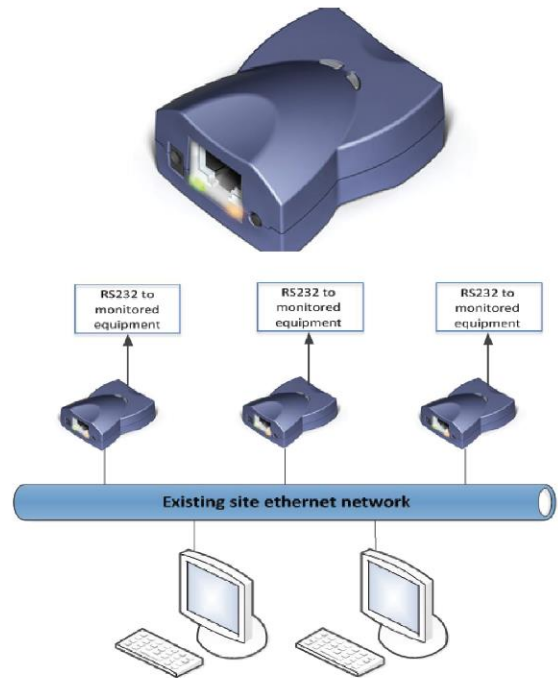 RS232 to
monitored
equipment
RS232 to
monitored
equipment
RS232 to
monitored
equipment
Existing site ethernet network